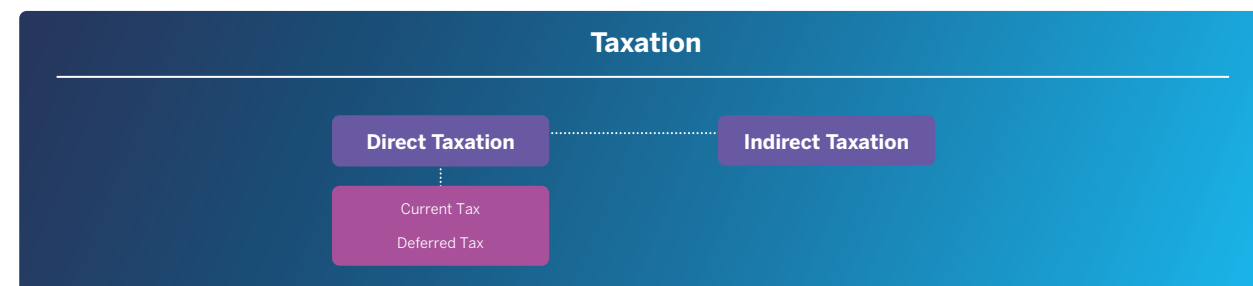 Taxation
Direct Taxation
Indirect Taxation
Current Tax
Deferred Tax